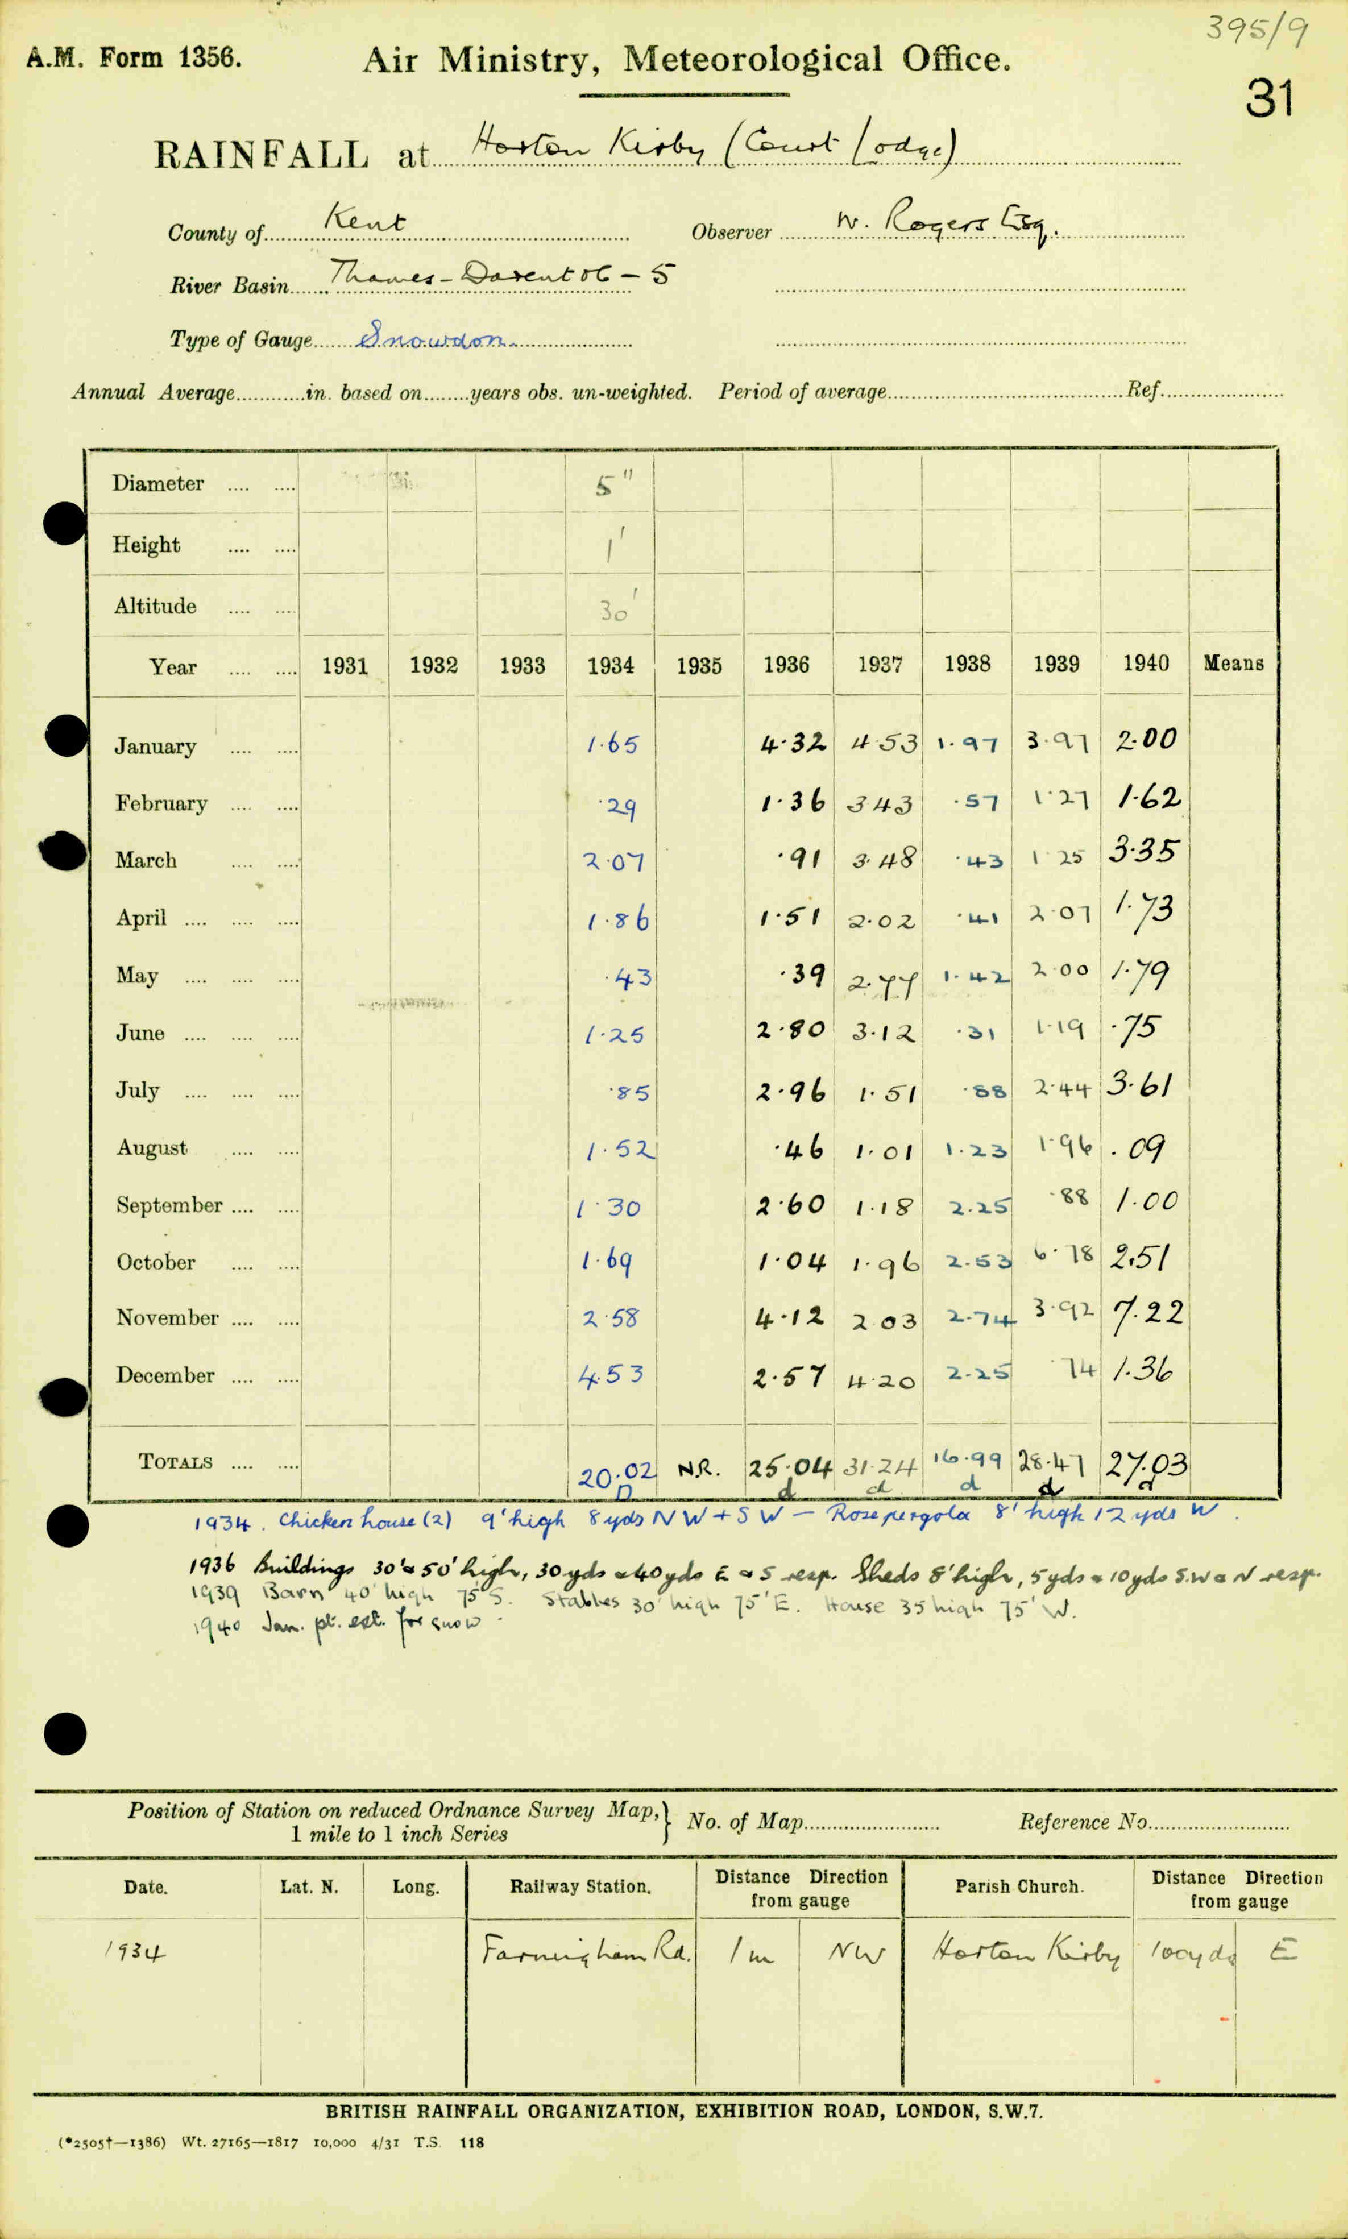 395/9
A.M. Form 1356. Air Ministry, Meteorological Office.
31
RAINFALL at Horton Kirby (Court Lodge)
County of Kent Observer W. Rogers Esq.
River Basin Thames - Darent 06 - 5
Type of Gauge Snowdon
Annual Average in. based on years obs. un-weighted. Period of average Ref.
Diameter 5"
Height 1'
Altitude 30'
Year 1931 1932 1933 1934 1935 1936 1937 1938 1939 1940 Means
January 1.65 4.32 4.53 1.97 3.97 2.00
February .29 1.36 3.43 .57 1.27 1.62
March 2.07 .91 3.48 .43 1.25 3.35
April 1.86 1.51 2.02 .41 2.07 1.73
May .43 .39 2.77 1.42 2.00 1.79
June 1.25 2.80 3.12 .31 1.19 .75
July .85 2.96 1.51 .88 2.44 3.61
August 1.52 .46 1.01 1.23 1.96 .09
September 1.30 2.60 1.18 2.25 .88 1.00
October 1.69 1.04 1.96 2.53 6.78 2.51
November 2.58 4.12 2.03 2.74 3.92 7.22
December 4.53 2.57 4.20 2.25 .74 1.36
TOTALS 20.02 N.R. 25.04 31.24 16.99 28.47 27.03
D d d d d d
1934. Chicken house (2) 9' high 8 yds NW + SW - Rose pergola 8' high 12 yds W.
1936 Buildings 30' & 50' high, 30 yds & 40 yds E & S resp. Sheds 8' high, 5 yds & 10 yds S.W & N resp.
1939 Barn 40' high 75' S. Stables 30' high 75' E. House 35 high 75' W.
1940 Jan. pt. est. for snow.
Position of Station on reduced Ordnance Survey Map, No. of Map Reference No.
1 mile to 1 inch Series
Date. Lat. N. Long. Railway Station. Distance Direction from gauge Parish Church. Distance Direction from gauge
1934 Farningham Rd. 1 m NW Horton Kirby 100 yds E
BRITISH RAINFALL ORGANIZATION, EXHIBITION ROAD, LONDON, S.W.7.
(*2505†—1386) Wt. 27165—1817 10,000 4/31 T.S. 118